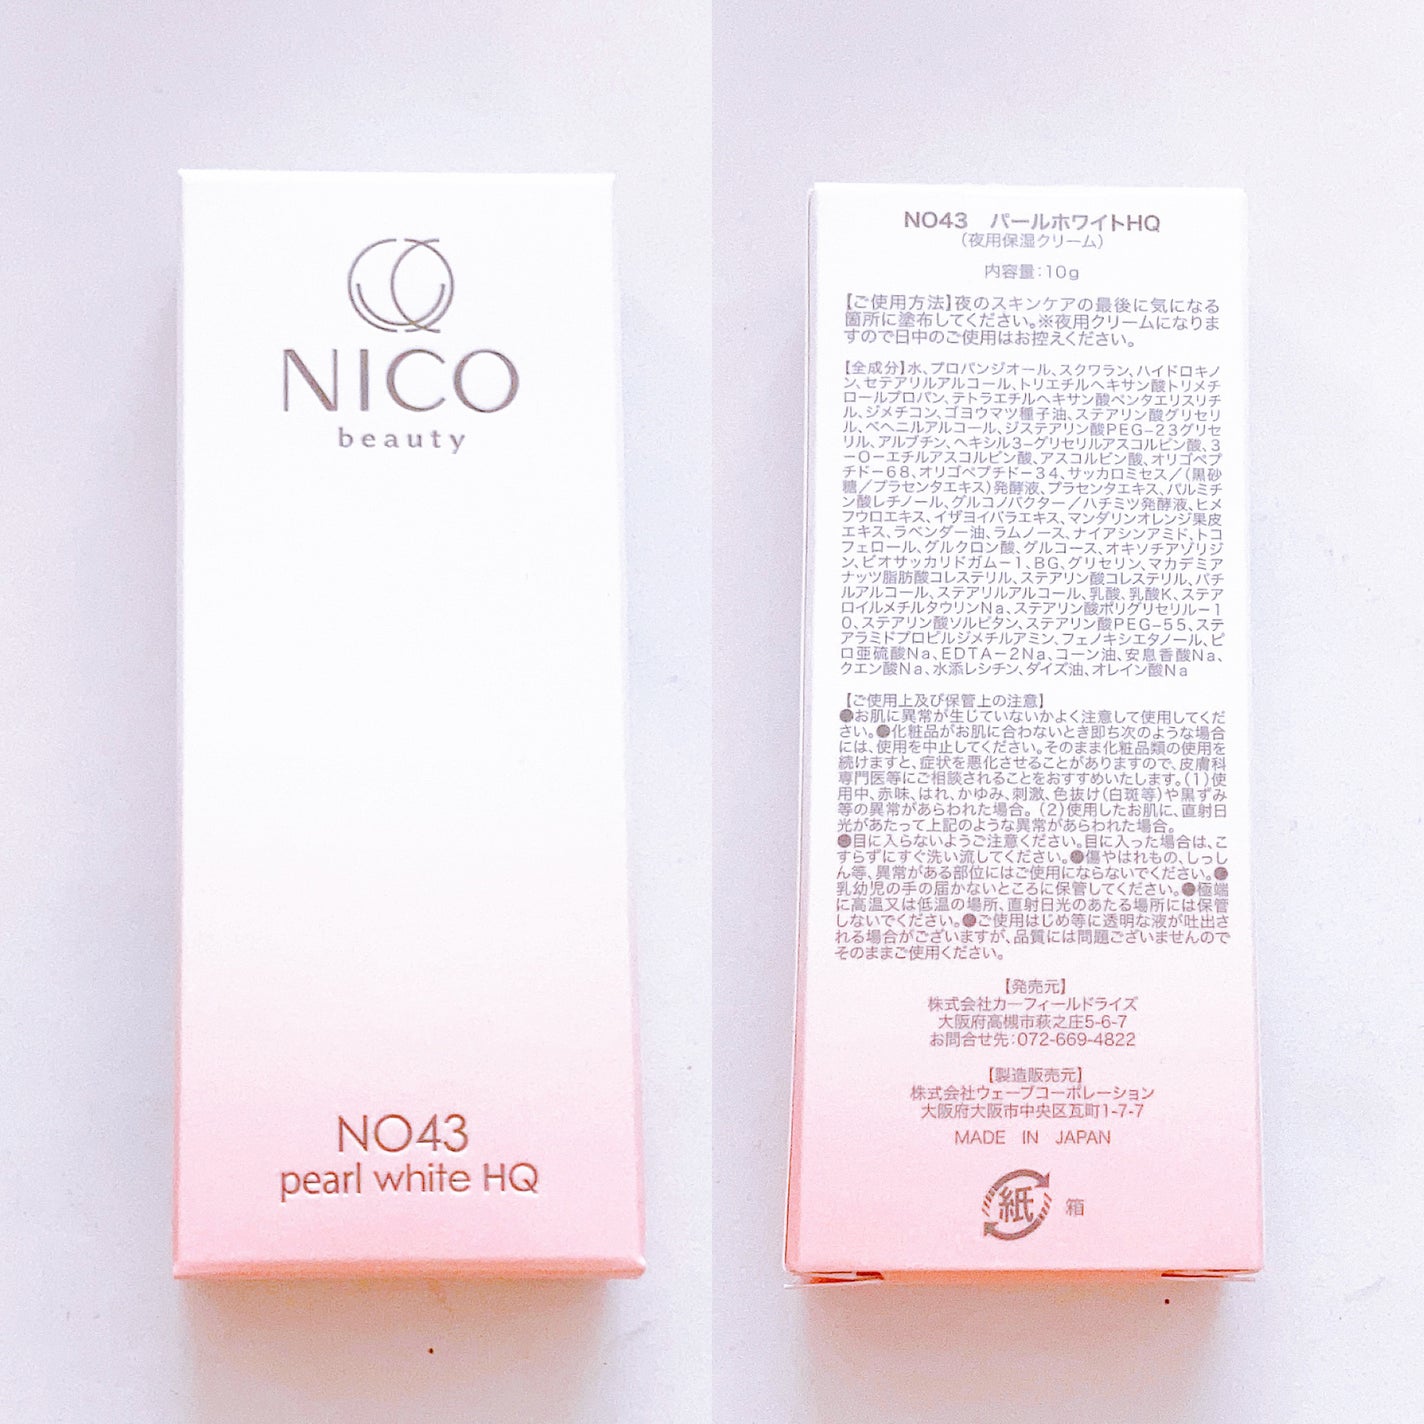 NICO
beauty
NO43
pearl white HQ
NO43 パールホワイトHQ
（夜用保湿クリーム）
内容量：10g
【ご使用方法】夜のスキンケアの最後に気になる
箇所に塗布してください。※夜用クリームになりま
すので日中のご使用はお控えください。
【全成分】水、プロパンジオール、スクワラン、ハイドロキノ
ン、セテアリルアルコール、トリエチルヘキサン酸トリメチ
ロールプロパン、テトラエチルヘキサン酸ペンタエリスリチ
ル、ジメチコン、ゴヨウマツ種子油、ステアリン酸グリセリ
ル、ベヘニルアルコール、ジステアリン酸PEG-23グリセ
リル、アルブチン、ヘキシル3-グリセリルアスコルビン酸、3
-O-エチルアスコルビン酸、アスコルビン酸、オリゴペプ
チド-68、オリゴペプチド-34、サッカロミセス／（黒砂
糖／プラセンタエキス）発酵液、プラセンタエキス、パルミチ
ン酸レチノール、グルコノバクター／ハチミツ発酵液、ヒメ
フウロエキス、イザヨイバラエキス、マンダリンオレンジ果皮
エキス、ラベンダー油、ラムノース、ナイアシンアミド、トコ
フェロール、グルクロン酸、グルコース、オキソチアゾリジ
ン、ビオサッカリドガム-1、BG、グリセリン、マカデミア
ナッツ脂肪酸コレステリル、ステアリン酸コレステリル、バチ
ルアルコール、ステアリルアルコール、乳酸、乳酸K、ステア
ロイルメチルタウリンNa、ステアリン酸ポリグリセリル-1
0、ステアリン酸ソルビタン、ステアリン酸PEG-55、ステ
アラミドプロピルジメチルアミン、フェノキシエタノール、ピ
ロ亜硫酸Na、EDTA-2Na、コーン油、安息香酸Na、
クエン酸Na、水添レシチン、ダイズ油、オレイン酸Na
【ご使用上及び保管上の注意】
●お肌に異常が生じていないかよく注意して使用してくだ
さい。●化粧品がお肌に合わないとき即ち次のような場合
には、使用を中止してください。そのまま化粧品類の使用を
続けますと、症状を悪化させることがありますので、皮膚科
専門医等にご相談されることをおすすめいたします。（1）使
用中、赤味、はれ、かゆみ、刺激、色抜け（白斑等）や黒ずみ
等の異常があらわれた場合。（2）使用したお肌に、直射日
光があたって上記のような異常があらわれた場合。
●目に入らないようご注意ください。目に入った場合は、こ
すらずにすぐ洗い流してください。●傷やはれもの、しっし
ん等、異常がある部位にはご使用にならないでください。●
乳幼児の手の届かないところに保管してください。●極端
に高温又は低温の場所、直射日光のあたる場所には保管
しないでください。●ご使用はじめ等に透明な液が吐出さ
れる場合がございますが、品質には問題ございませんので
そのままご使用ください。
【発売元】
株式会社カーフィールドライズ
大阪府高槻市萩之庄5-6-7
お問合せ先：072-669-4822
【製造販売元】
株式会社ウェーブコーポレーション
大阪府大阪市中央区瓦町1-7-7
MADE IN JAPAN
紙 箱